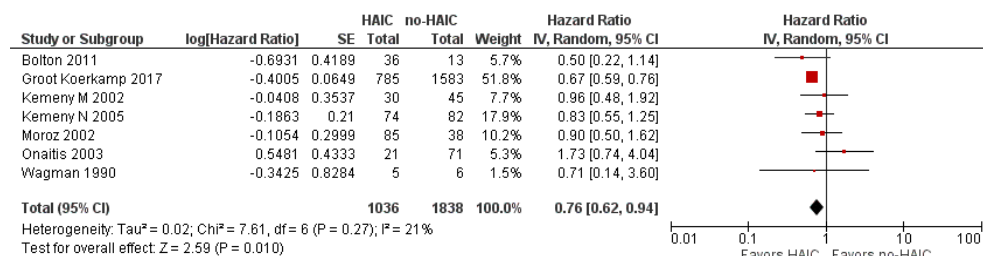 HAIC no-HAIC Hazard Ratio Hazard Ratio
Study or Subgroup log[Hazard Ratio] SE Total Total Weight IV, Random, 95% CI IV, Random, 95% CI
Bolton 2011 -0.6931 0.4189 36 13 5.7% 0.50 [0.22, 1.14]
Groot Koerkamp 2017 -0.4005 0.0649 785 1583 51.8% 0.67 [0.59, 0.76]
Kemeny M 2002 -0.0408 0.3537 30 45 7.7% 0.96 [0.48, 1.92]
Kemeny N 2005 -0.1863 0.21 74 82 17.9% 0.83 [0.55, 1.25]
Moroz 2002 -0.1054 0.2999 85 38 10.2% 0.90 [0.50, 1.62]
Onaitis 2003 0.5481 0.4333 21 71 5.3% 1.73 [0.74, 4.04]
Wagman 1990 -0.3425 0.8284 5 6 1.5% 0.71 [0.14, 3.60]
Total (95% CI) 1036 1838 100.0% 0.76 [0.62, 0.94]
Heterogeneity: Tau² = 0.02; Chi² = 7.61, df = 6 (P = 0.27); I² = 21%
Test for overall effect: Z = 2.59 (P = 0.010)
0.01 0.1 1 10 100
Favors HAIC Favors no-HAIC